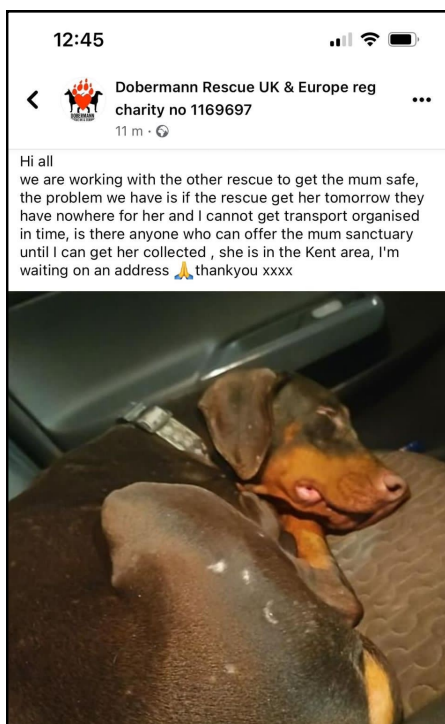 12:45
Dobermann Rescue UK & Europe reg
charity no 1169697
11 m ·
DOBERMANN
Hi all
we are working with the other rescue to get the mum safe,
the problem we have is if the rescue get her tomorrow they
have nowhere for her and I cannot get transport organised
in time, is there anyone who can offer the mum sanctuary
until I can get her collected , she is in the Kent area, I'm
waiting on an address 🙏thankyou xxxx